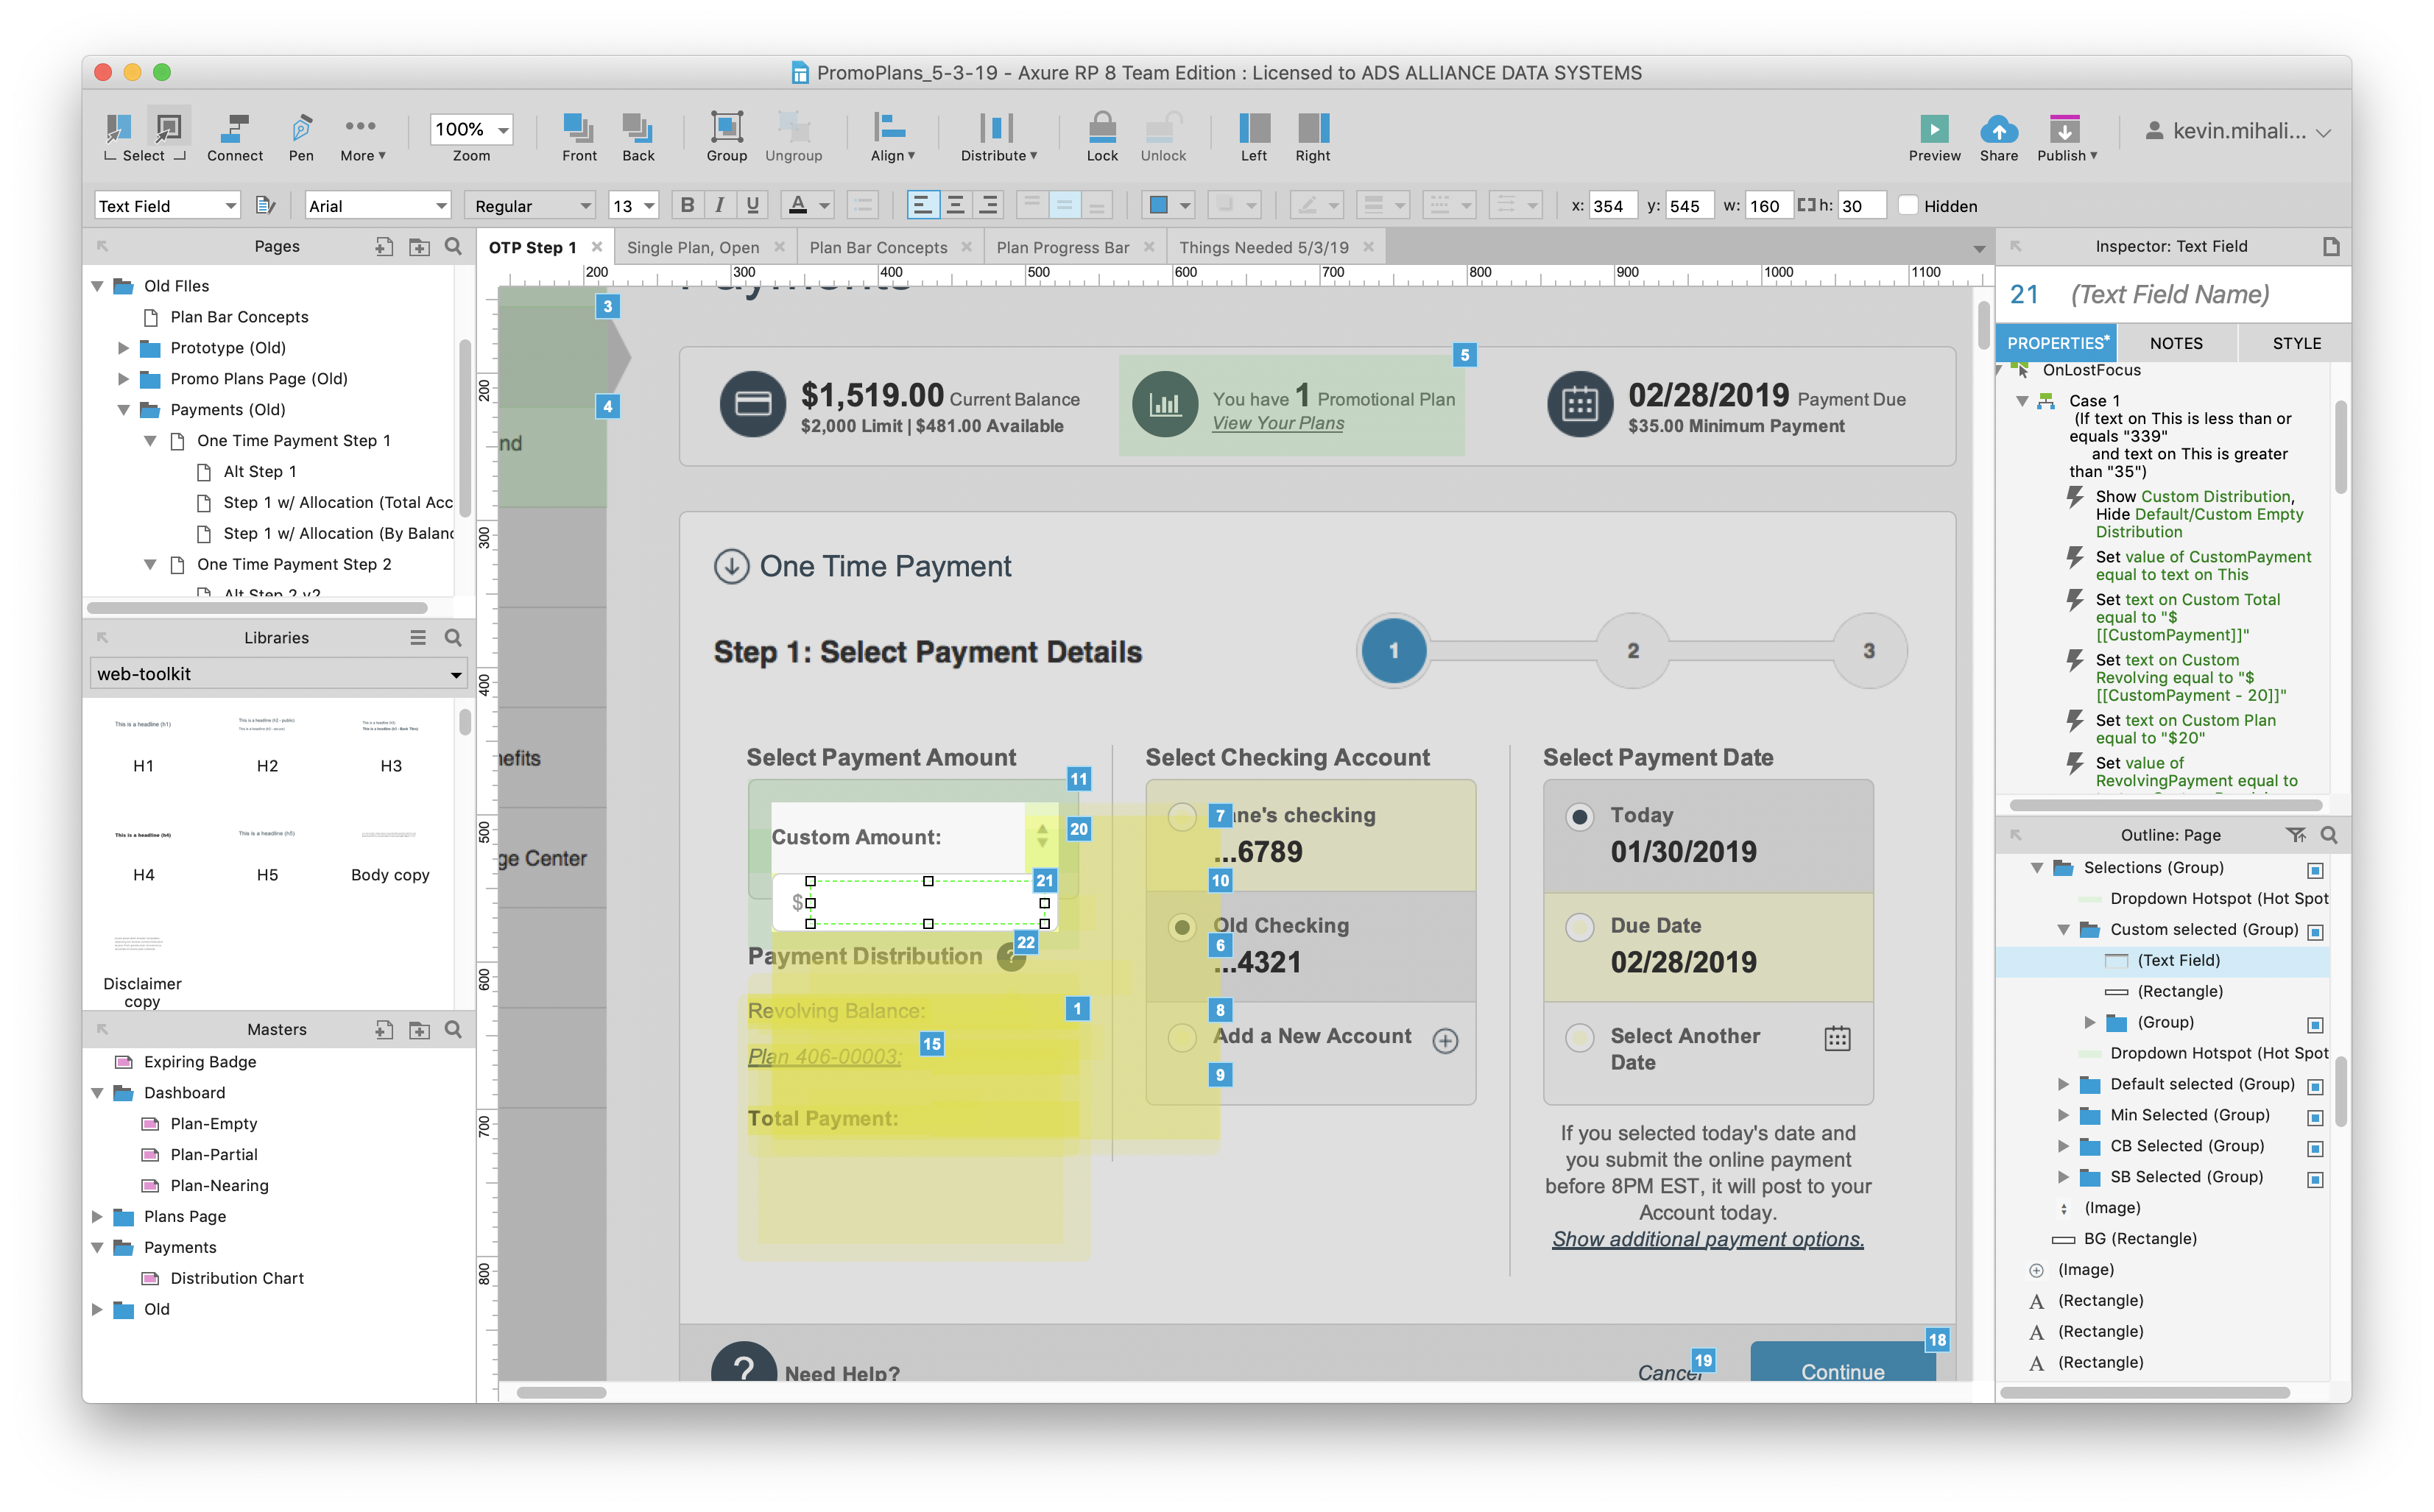 PromoPlans_5-3-19 - Axure RP 8 Team Edition : Licensed to ADS ALLIANCE DATA SYSTEMS
Select
Connect
Pen
More
100%
Zoom
Front
Back
Group
Ungroup
Align
Distribute
Lock
Unlock
Left
Right
Preview
Share
Publish
kevin.mihali...
Text Field
Arial
Regular
13
B I U
A
x: 354 y: 545 w: 160 h: 30 Hidden
Pages
Old FIles
Plan Bar Concepts
Prototype (Old)
Promo Plans Page (Old)
Payments (Old)
One Time Payment Step 1
Alt Step 1
Step 1 w/ Allocation (Total Acc
Step 1 w/ Allocation (By Balanc
One Time Payment Step 2
Alt Step 2 v2
Libraries
web-toolkit
This is a headline (h1)
H1
H2
H3
This is a headline (h4)
This is a headline (h5)
H4
H5
Body copy
Disclaimer
copy
Masters
Expiring Badge
Dashboard
Plan-Empty
Plan-Partial
Plan-Nearing
Plans Page
Payments
Distribution Chart
Old
OTP Step 1
Single Plan, Open
Plan Bar Concepts
Plan Progress Bar
Things Needed 5/3/19
200 300 400 500 600 700 800 900 1000 1100
200
300
400
500
600
700
800
Payments
3
4
nd
nefits
ge Center
5
$1,519.00 Current Balance
$2,000 Limit | $481.00 Available
You have 1 Promotional Plan
View Your Plans
02/28/2019 Payment Due
$35.00 Minimum Payment
One Time Payment
Step 1: Select Payment Details
1
2
3
Select Payment Amount
11
Custom Amount:
20
21
$
22
Payment Distribution ?
Revolving Balance:
1
Plan 406-00003:
15
Total Payment:
Select Checking Account
7
ne's checking
...6789
10
Old Checking
6
...4321
8
Add a New Account
9
Select Payment Date
Today
01/30/2019
Due Date
02/28/2019
Select Another
Date
If you selected today's date and
you submit the online payment
before 8PM EST, it will post to your
Account today.
Show additional payment options.
? Need Help?
Cancel
19
Continue
18
Inspector: Text Field
21 (Text Field Name)
PROPERTIES*
NOTES
STYLE
OnLostFocus
Case 1
(If text on This is less than or
equals "339"
and text on This is greater
than "35")
Show Custom Distribution,
Hide Default/Custom Empty
Distribution
Set value of CustomPayment
equal to text on This
Set text on Custom Total
equal to "$
[[CustomPayment]]"
Set text on Custom
Revolving equal to "$
[[CustomPayment - 20]]"
Set text on Custom Plan
equal to "$20"
Set value of
RevolvingPayment equal to
Outline: Page
Selections (Group)
Dropdown Hotspot (Hot Spot
Custom selected (Group)
(Text Field)
(Rectangle)
(Group)
Dropdown Hotspot (Hot Spot
Default selected (Group)
Min Selected (Group)
CB Selected (Group)
SB Selected (Group)
(Image)
BG (Rectangle)
(Image)
A (Rectangle)
A (Rectangle)
A (Rectangle)